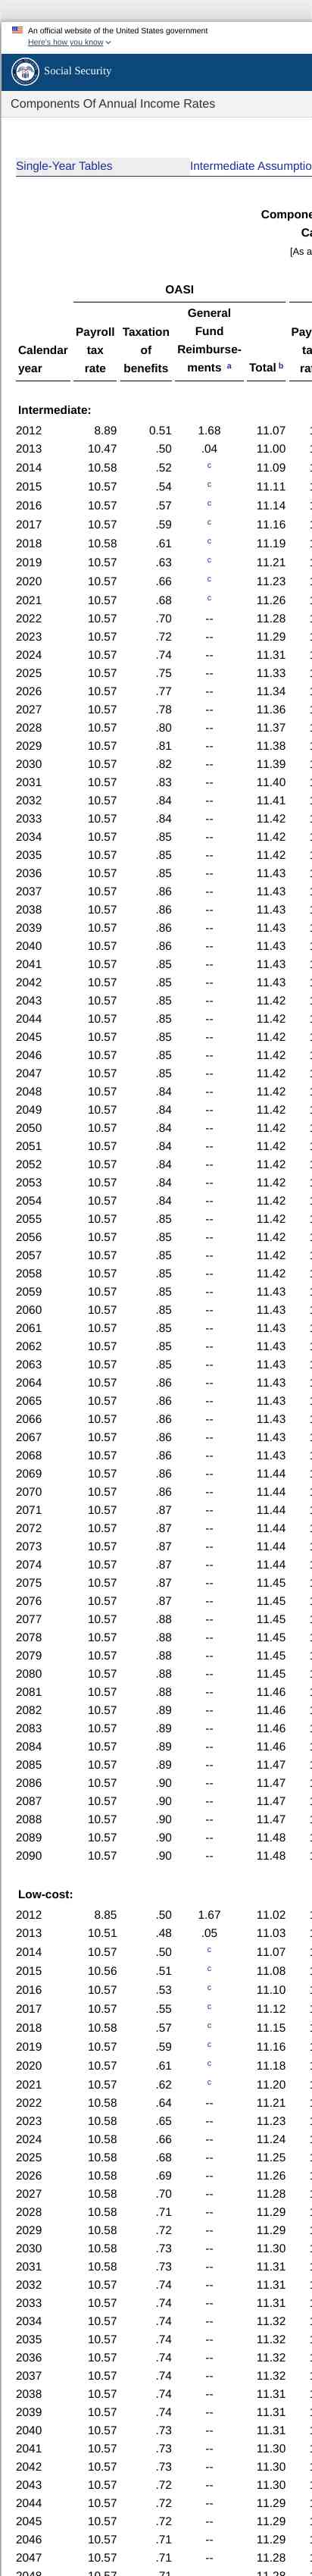 An official website of the United States government
Here's how you know
Social Security
Components Of Annual Income Rates
Single-Year Tables Intermediate
[As
OASI
General
Payroll Taxation Fund
Calendar tax of Reimburse-
year rate benefits ments a Total b
Intermediate:
2012 8.89 0.51 1.68 11.07
2013 10.47 .50 .04 11.00
2014 10.58 .52 c 11.09
2015 10.57 .54 c 11.11
2016 10.57 .57 c 11.14
2017 10.57 .59 c 11.16
2018 10.58 .61 c 11.19
2019 10.57 .63 c 11.21
2020 10.57 .66 c 11.23
2021 10.57 .68 c 11.26
2022 10.57 .70 -- 11.28
2023 10.57 .72 -- 11.29
2024 10.57 .74 -- 11.31
2025 10.57 .75 -- 11.33
2026 10.57 .77 -- 11.34
2027 10.57 .78 -- 11.36
2028 10.57 .80 -- 11.37
2029 10.57 .81 -- 11.38
2030 10.57 .82 -- 11.39
2031 10.57 .83 -- 11.40
2032 10.57 .84 -- 11.41
2033 10.57 .84 -- 11.42
2034 10.57 .85 -- 11.42
2035 10.57 .85 -- 11.42
2036 10.57 .85 -- 11.43
2037 10.57 .86 -- 11.43
2038 10.57 .86 -- 11.43
2039 10.57 .86 -- 11.43
2040 10.57 .86 -- 11.43
2041 10.57 .85 -- 11.43
2042 10.57 .85 -- 11.43
2043 10.57 .85 -- 11.42
2044 10.57 .85 -- 11.42
2045 10.57 .85 -- 11.42
2046 10.57 .85 -- 11.42
2047 10.57 .85 -- 11.42
2048 10.57 .84 -- 11.42
2049 10.57 .84 -- 11.42
2050 10.57 .84 -- 11.42
2051 10.57 .84 -- 11.42
2052 10.57 .84 -- 11.42
2053 10.57 .84 -- 11.42
2054 10.57 .84 -- 11.42
2055 10.57 .85 -- 11.42
2056 10.57 .85 -- 11.42
2057 10.57 .85 -- 11.42
2058 10.57 .85 -- 11.42
2059 10.57 .85 -- 11.43
2060 10.57 .85 -- 11.43
2061 10.57 .85 -- 11.43
2062 10.57 .85 -- 11.43
2063 10.57 .85 -- 11.43
2064 10.57 .86 -- 11.43
2065 10.57 .86 -- 11.43
2066 10.57 .86 -- 11.43
2067 10.57 .86 -- 11.43
2068 10.57 .86 -- 11.43
2069 10.57 .86 -- 11.44
2070 10.57 .86 -- 11.44
2071 10.57 .87 -- 11.44
2072 10.57 .87 -- 11.44
2073 10.57 .87 -- 11.44
2074 10.57 .87 -- 11.44
2075 10.57 .87 -- 11.45
2076 10.57 .87 -- 11.45
2077 10.57 .88 -- 11.45
2078 10.57 .88 -- 11.45
2079 10.57 .88 -- 11.45
2080 10.57 .88 -- 11.45
2081 10.57 .88 -- 11.46
2082 10.57 .89 -- 11.46
2083 10.57 .89 -- 11.46
2084 10.57 .89 -- 11.46
2085 10.57 .89 -- 11.47
2086 10.57 .90 -- 11.47
2087 10.57 .90 -- 11.47
2088 10.57 .90 -- 11.47
2089 10.57 .90 -- 11.48
2090 10.57 .90 -- 11.48
Low-cost:
2012 8.85 .50 1.67 11.02
2013 10.51 .48 .05 11.03
2014 10.57 .50 c 11.07
2015 10.56 .51 c 11.08
2016 10.57 .53 c 11.10
2017 10.57 .55 c 11.12
2018 10.58 .57 c 11.15
2019 10.57 .59 c 11.16
2020 10.57 .61 c 11.18
2021 10.57 .62 c 11.20
2022 10.58 .64 -- 11.21
2023 10.58 .65 -- 11.23
2024 10.58 .66 -- 11.24
2025 10.58 .68 -- 11.25
2026 10.58 .69 -- 11.26
2027 10.58 .70 -- 11.28
2028 10.58 .71 -- 11.29
2029 10.58 .72 -- 11.29
2030 10.58 .73 -- 11.30
2031 10.58 .73 -- 11.31
2032 10.57 .74 -- 11.31
2033 10.57 .74 -- 11.31
2034 10.57 .74 -- 11.32
2035 10.57 .74 -- 11.32
2036 10.57 .74 -- 11.32
2037 10.57 .74 -- 11.32
2038 10.57 .74 -- 11.31
2039 10.57 .74 -- 11.31
2040 10.57 .73 -- 11.31
2041 10.57 .73 -- 11.30
2042 10.57 .73 -- 11.30
2043 10.57 .72 -- 11.30
2044 10.57 .72 -- 11.29
2045 10.57 .72 -- 11.29
2046 10.57 .71 -- 11.29
2047 10.57 .71 -- 11.28